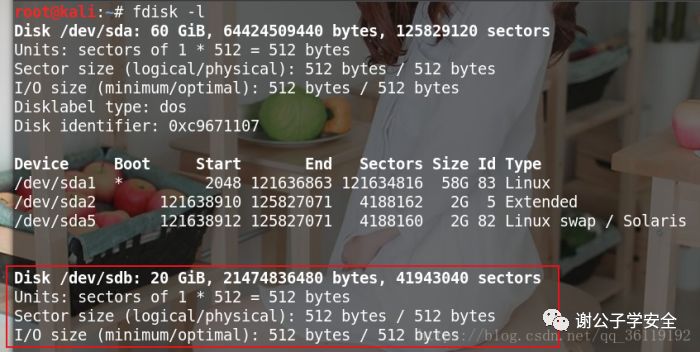 root@kali:~# fdisk -l
Disk /dev/sda: 60 GiB, 64424509440 bytes, 125829120 sectors
Units: sectors of 1 * 512 = 512 bytes
Sector size (logical/physical): 512 bytes / 512 bytes
I/O size (minimum/optimal): 512 bytes / 512 bytes
Disklabel type: dos
Disk identifier: 0xc9671107
Device Boot Start End Sectors Size Id Type
/dev/sda1 * 2048 121636863 121634816 58G 83 Linux
/dev/sda2 121638910 125827071 4188162 2G 5 Extended
/dev/sda5 121638912 125827071 4188160 2G 82 Linux swap / Solaris
Disk /dev/sdb: 20 GiB, 21474836480 bytes, 41943040 sectors
Units: sectors of 1 * 512 = 512 bytes
Sector size (logical/physical): 512 bytes / 512 bytes
I/O size (minimum/optimal): 512 bytes / 512 bytes
谢公子学安全
https://blog.csdn.net/qq_36119192